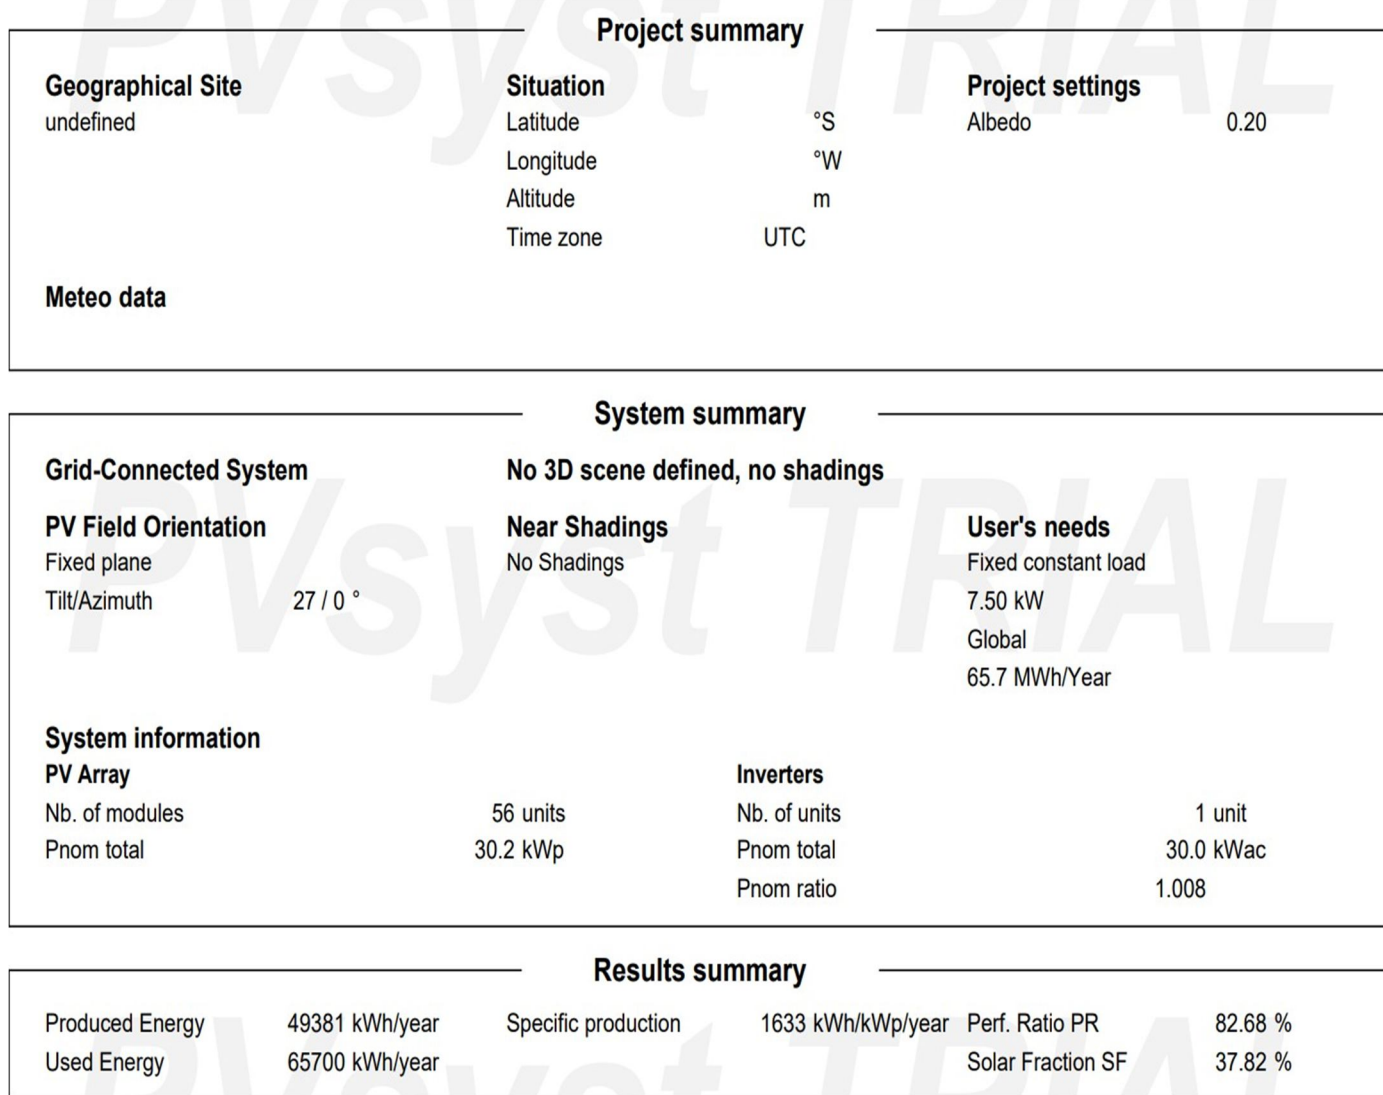 Project summary
Geographical Site Situation Project settings
undefined Latitude °S Albedo 0.20
Longitude °W
Altitude m
Time zone UTC
Meteo data
System summary
Grid-Connected System No 3D scene defined, no shadings
PV Field Orientation Near Shadings User's needs
Fixed plane No Shadings Fixed constant load
Tilt/Azimuth 27 / 0 ° 7.50 kW
Global
65.7 MWh/Year
System information
PV Array Inverters
Nb. of modules 56 units Nb. of units 1 unit
Pnom total 30.2 kWp Pnom total 30.0 kWac
Pnom ratio 1.008
Results summary
Produced Energy 49381 kWh/year Specific production 1633 kWh/kWp/year Perf. Ratio PR 82.68 %
Used Energy 65700 kWh/year Solar Fraction SF 37.82 %
PVsyst TRIAL
PVsyst TRIAL
PVsyst TRIAL